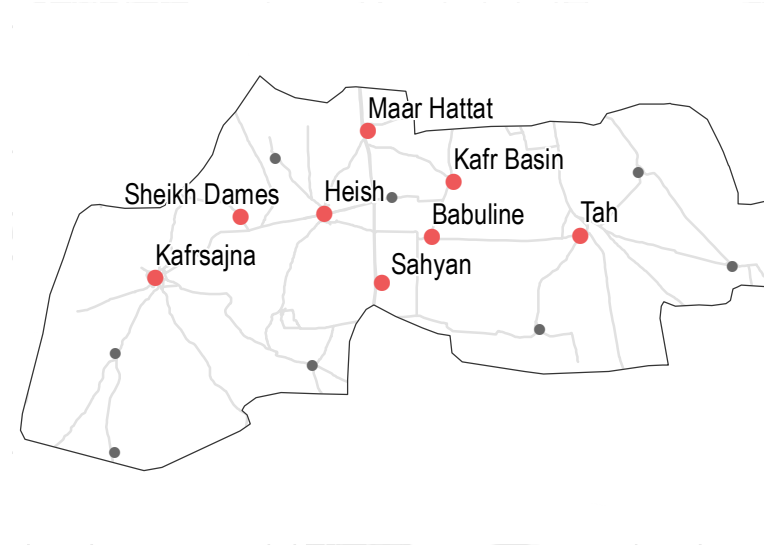 Maar Hattat
Kafr Basin
Sheikh Dames
Heish
Babuline
Tah
Kafrsajna
Sahyan